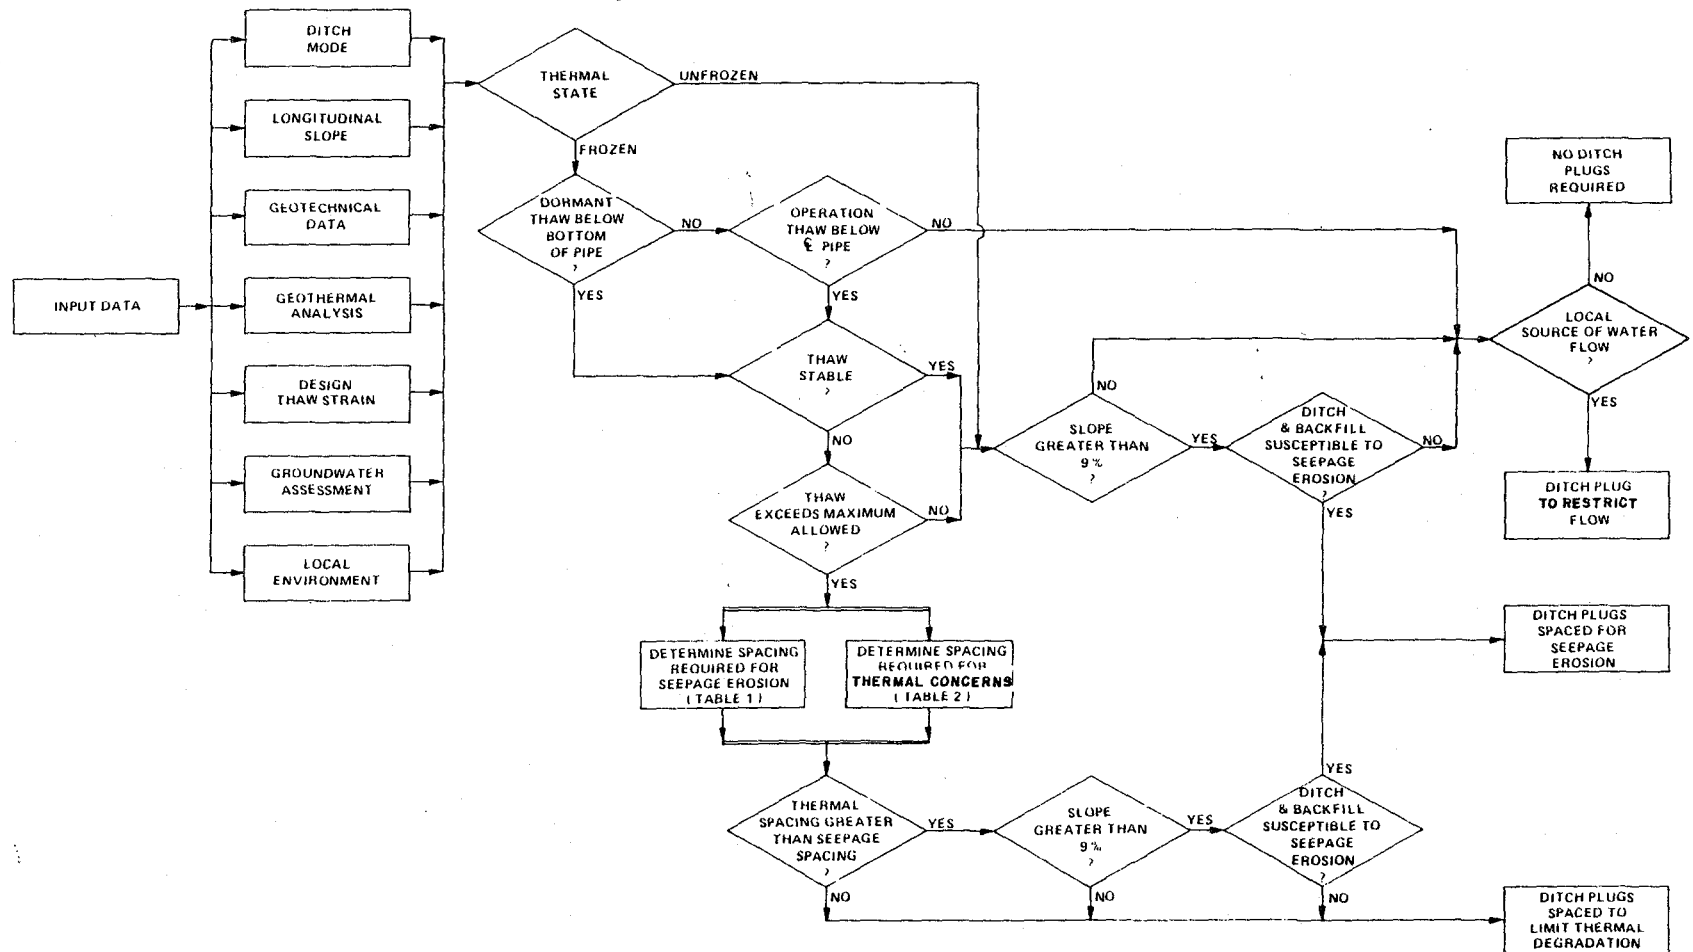 DITCH
MODE
LONGITUDINAL
SLOPE
GEOTECHNICAL
DATA
INPUT DATA
GEOTHERMAL
ANALYSIS
DESIGN
THAW STRAIN
GROUNDWATER
ASSESSMENT
LOCAL
ENVIRONMENT
THERMAL
STATE
UNFROZEN
FROZEN
DORMANT
THAW BELOW
BOTTOM
OF PIPE
?
NO
YES
OPERATION
THAW BELOW
℄ PIPE
?
NO
YES
THAW
STABLE
?
YES
NO
THAW
EXCEEDS MAXIMUM
ALLOWED
?
NO
YES
SLOPE
GREATER THAN
9%
?
NO
YES
DITCH
& BACKFILL
SUSCEPTIBLE TO
SEEPAGE
EROSION
?
NO
YES
NO DITCH
PLUGS
REQUIRED
NO
LOCAL
SOURCE OF WATER
FLOW
?
YES
DITCH PLUG
TO RESTRICT
FLOW
DETERMINE SPACING
REQUIRED FOR
SEEPAGE EROSION
(TABLE 1)
DETERMINE SPACING
REQUIRED FOR
THERMAL CONCERNS
(TABLE 2)
DITCH PLUGS
SPACED FOR
SEEPAGE
EROSION
THERMAL
SPACING GREATER
THAN SEEPAGE
SPACING
?
YES
NO
SLOPE
GREATER THAN
9%
?
YES
NO
YES
DITCH
& BACKFILL
SUSCEPTIBLE TO
SEEPAGE
EROSION
?
NO
DITCH PLUGS
SPACED TO
LIMIT THERMAL
DEGRADATION